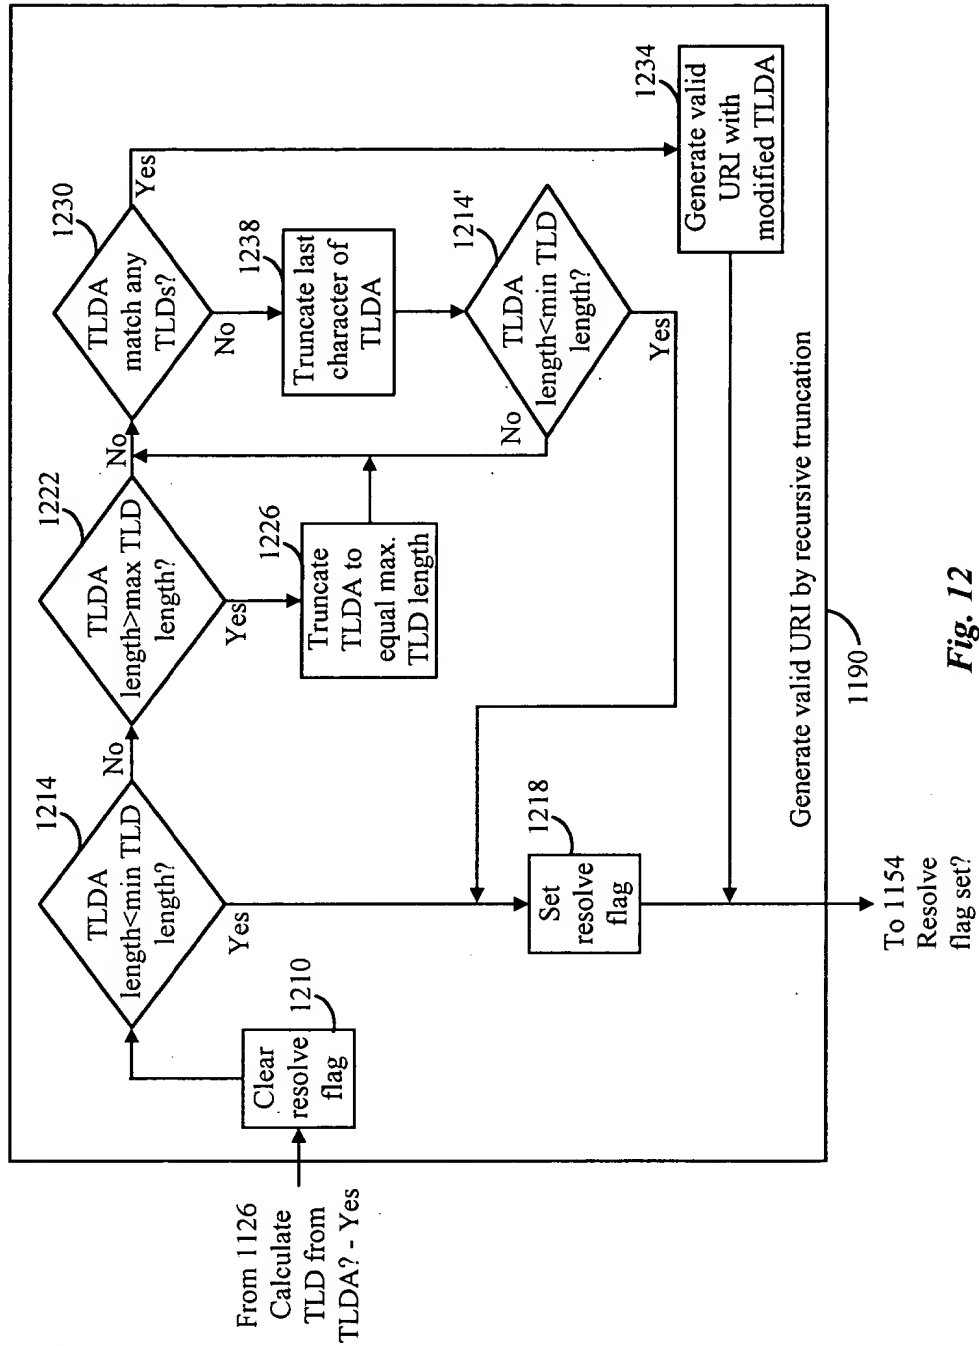 From 1126
Calculate
TLD from
TLDA? - Yes
Clear
resolve
flag
1210
TLDA
length<min TLD
length?
1214
No
Yes
Set
resolve
flag
1218
To 1154
Resolve
flag set?
TLDA
length>max TLD
length?
1222
No
Yes
Truncate
TLDA to
equal max.
TLD length
1226
TLDA
match any
TLDs?
1230
Yes
No
Truncate last
character of
TLDA
1238
TLDA
length<min TLD
length?
1214'
No
Yes
Generate valid
URI with
modified TLDA
1234
Generate valid URI by recursive truncation
1190
Fig. 12